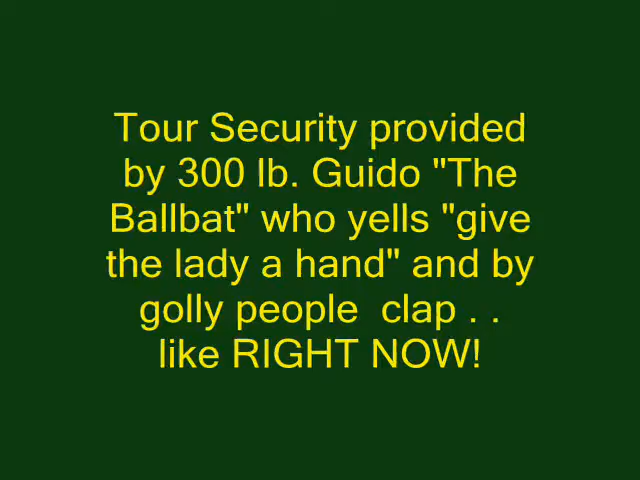 Tour Security provided
by 300 lb. Guido "The
Ballbat" who yells "give
the lady a hand" and by
golly people  clap . .
like RIGHT NOW!